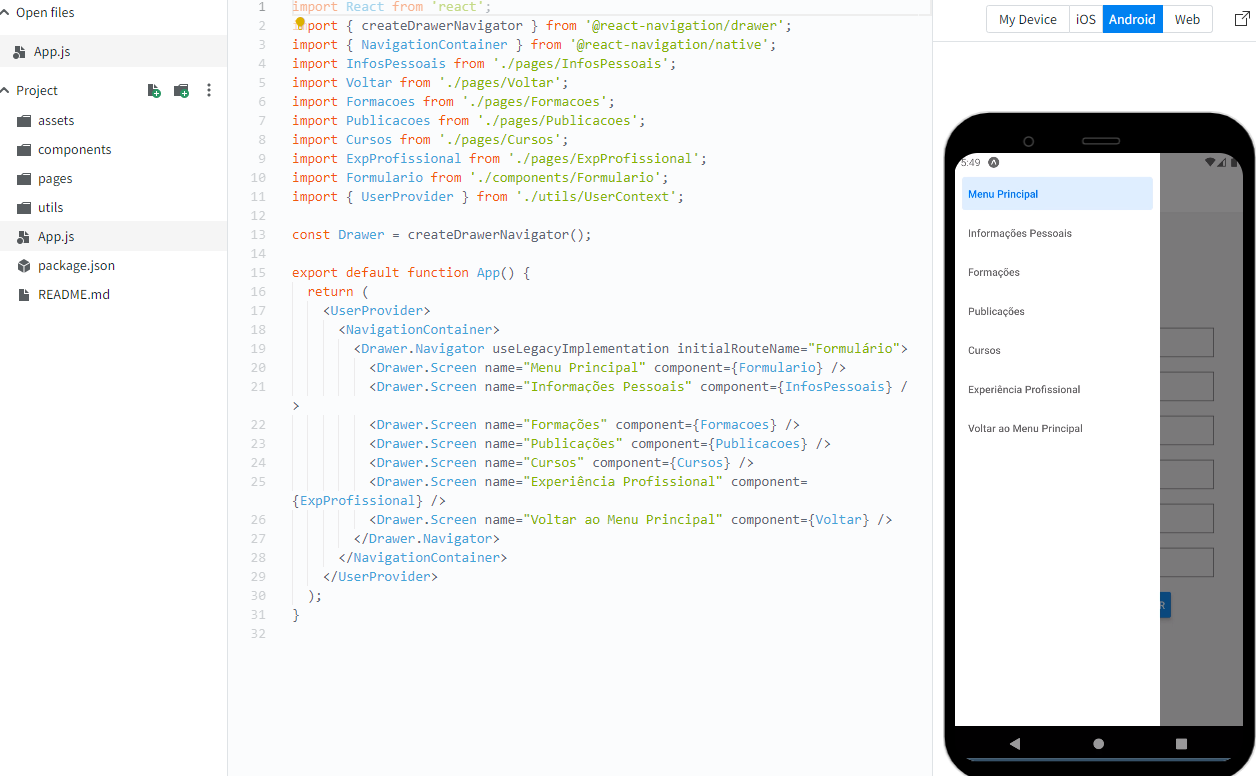 Open files
App.js
Project
assets
components
pages
utils
App.js
package.json
README.md
1 import React from 'react';
2 import { createDrawerNavigator } from '@react-navigation/drawer';
3 import { NavigationContainer } from '@react-navigation/native';
4 import InfosPessoais from './pages/InfosPessoais';
5 import Voltar from './pages/Voltar';
6 import Formacoes from './pages/Formacoes';
7 import Publicacoes from './pages/Publicacoes';
8 import Cursos from './pages/Cursos';
9 import ExpProfissional from './pages/ExpProfissional';
10 import Formulario from './components/Formulario';
11 import { UserProvider } from './utils/UserContext';
12
13 const Drawer = createDrawerNavigator();
14
15 export default function App() {
16 return (
17 <UserProvider>
18 <NavigationContainer>
19 <Drawer.Navigator useLegacyImplementation initialRouteName="Formulário">
20 <Drawer.Screen name="Menu Principal" component={Formulario} />
21 <Drawer.Screen name="Informações Pessoais" component={InfosPessoais} /
>
22 <Drawer.Screen name="Formações" component={Formacoes} />
23 <Drawer.Screen name="Publicações" component={Publicacoes} />
24 <Drawer.Screen name="Cursos" component={Cursos} />
25 <Drawer.Screen name="Experiência Profissional" component=
{ExpProfissional} />
26 <Drawer.Screen name="Voltar ao Menu Principal" component={Voltar} />
27 </Drawer.Navigator>
28 </NavigationContainer>
29 </UserProvider>
30 );
31 }
32
My Device iOS Android Web
5:49
Menu Principal
Informações Pessoais
Formações
Publicações
Cursos
Experiência Profissional
Voltar ao Menu Principal